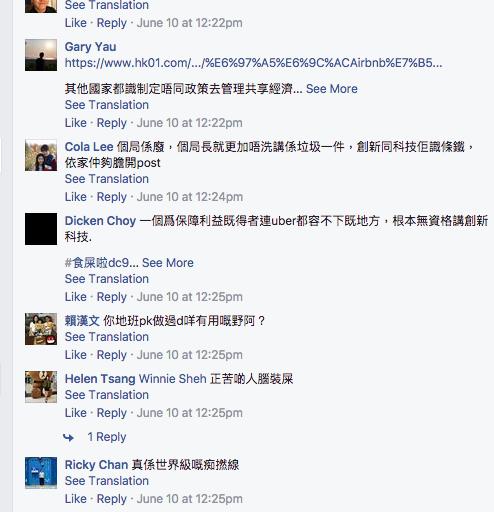 See Translation
Like · Reply · June 10 at 12:22pm
Gary Yau
https://www.hk01.com/.../%E6%97%A5%E6%9C%ACAirbnb%E7%B5...
其他國家都識制定唔同政策去管理共享經濟... See More
See Translation
Like · Reply · June 10 at 12:22pm
Cola Lee 個局係廢，個局長就更加唔洗講係垃圾一件，創新同科技佢識條鐵，
依家仲夠膽開post
See Translation
Like · Reply · June 10 at 12:24pm
Dicken Choy 一個爲保障利益既得者連uber都容不下既地方，根本無資格講創新
科技.
#食屎啦dc9... See More
See Translation
Like · Reply · June 10 at 12:25pm
賴漢文 你地班pk做過d咩有用嘅野阿？
See Translation
Like · Reply · June 10 at 12:25pm
Helen Tsang Winnie Sheh 正苦啲人腦裝屎
See Translation
Like · Reply · June 10 at 12:25pm
1 Reply
Ricky Chan 真係世界級嘅痴撚線
See Translation
Like · Reply · June 10 at 12:25pm